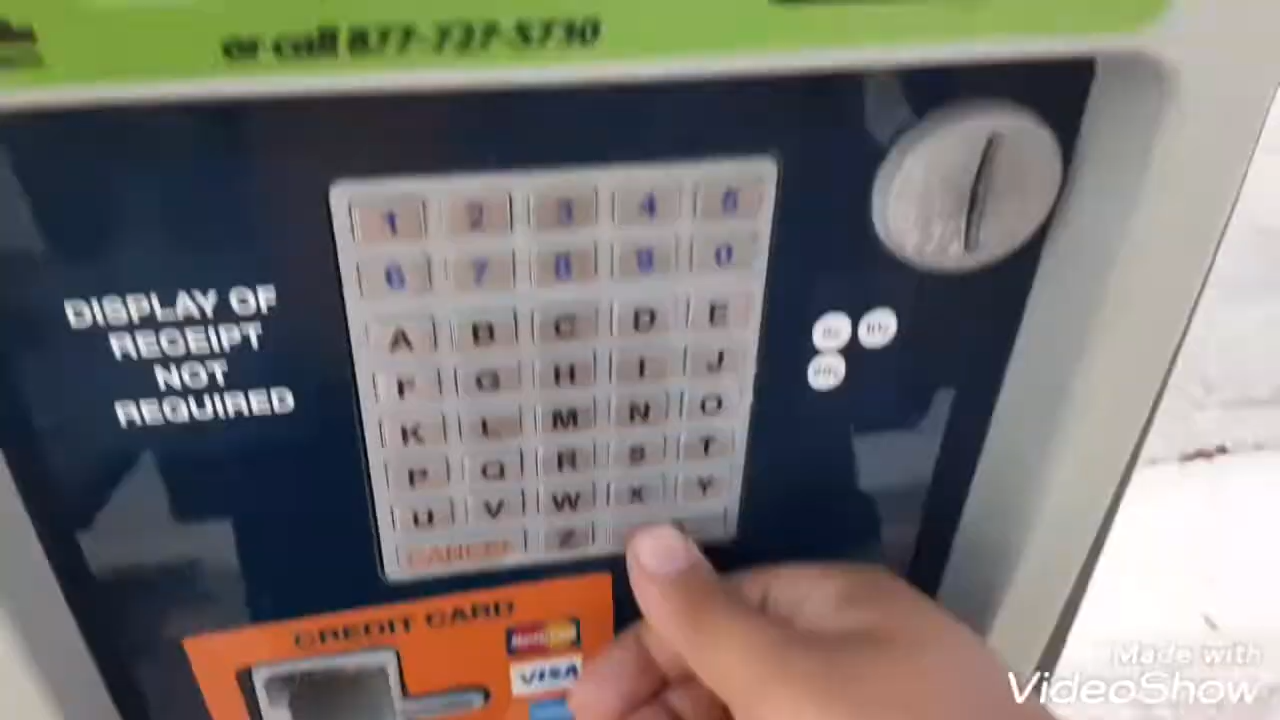 or call 877-727-5730
1 2 3 4 5
6 7 8 9 0
DISPLAY OF
RECEIPT
NOT
REQUIRED
A B C D E
F G H I J
K L M N O
P Q R S T
U V W X Y
CANCEL Z
CREDIT CARD
MasterCard
VISA
Made with
VideoShow